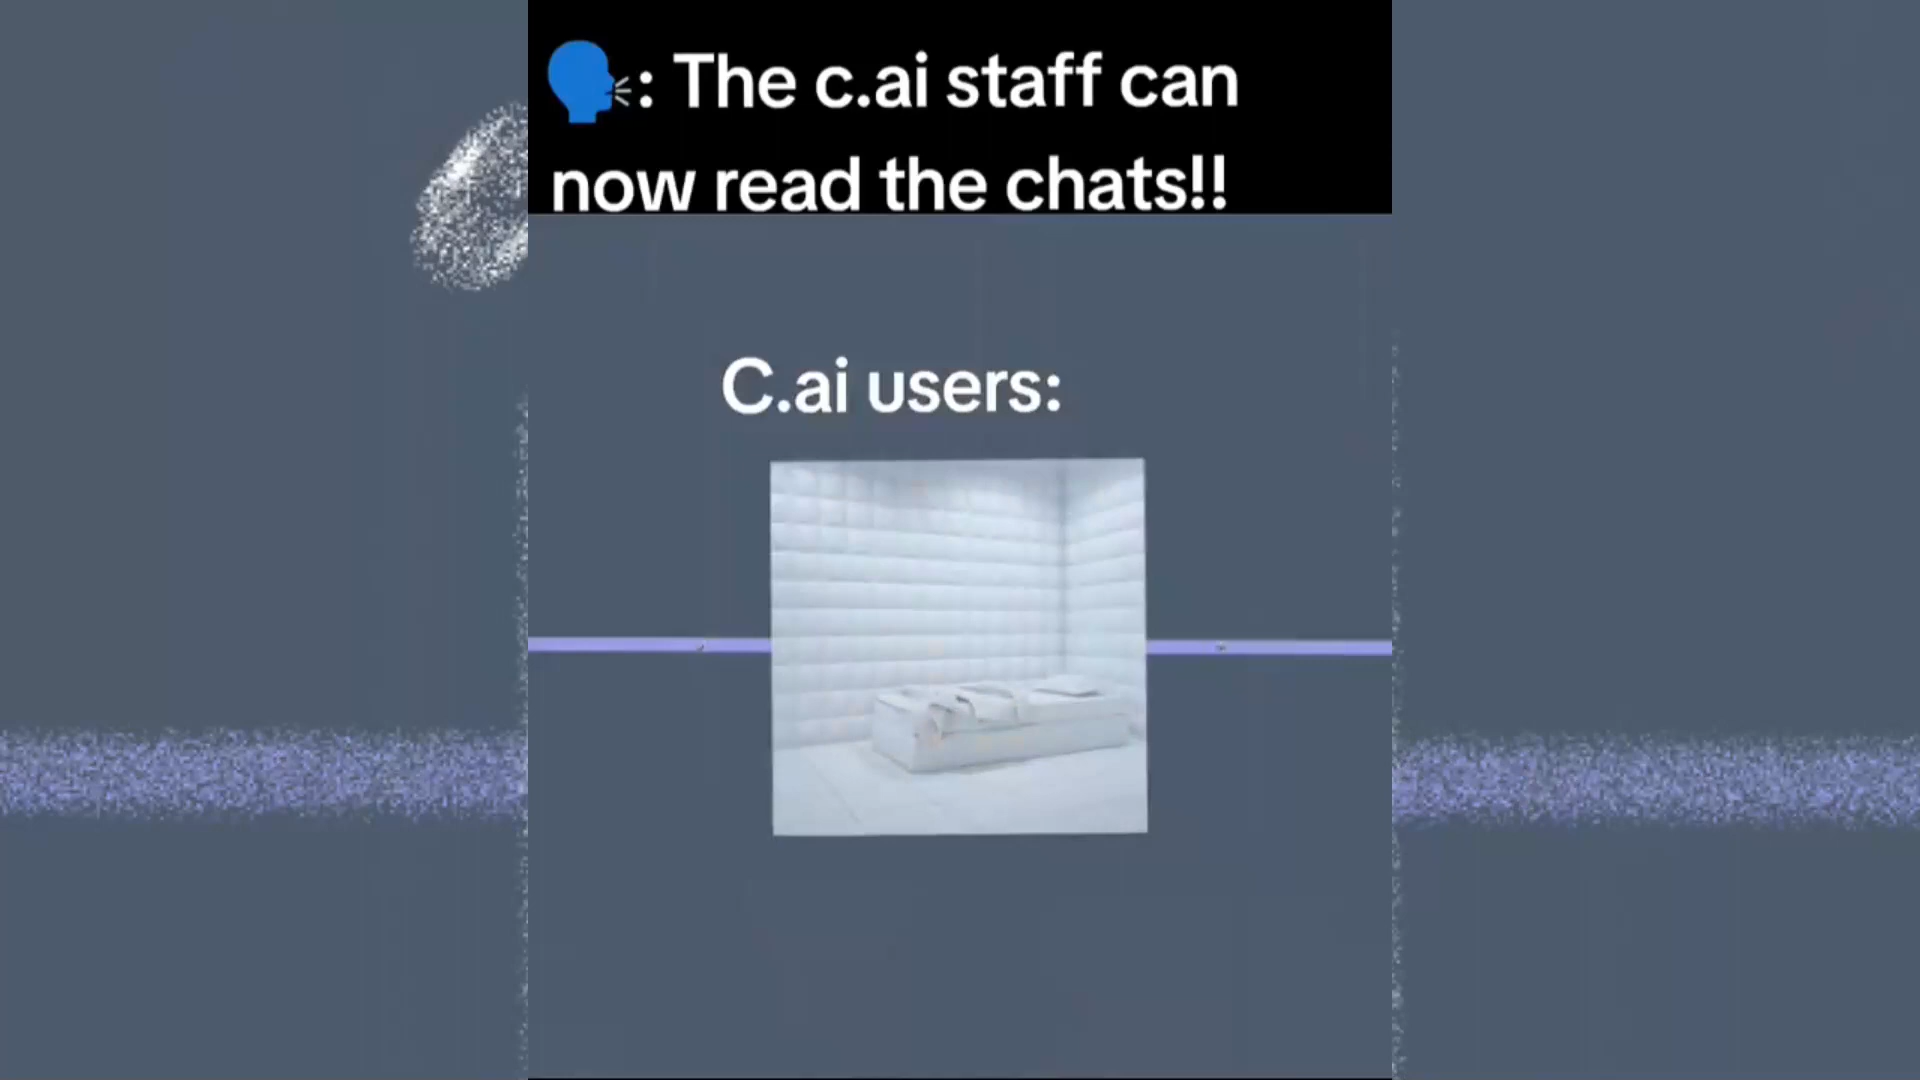 🗣️: The c.ai staff can
now read the chats!!
C.ai users: